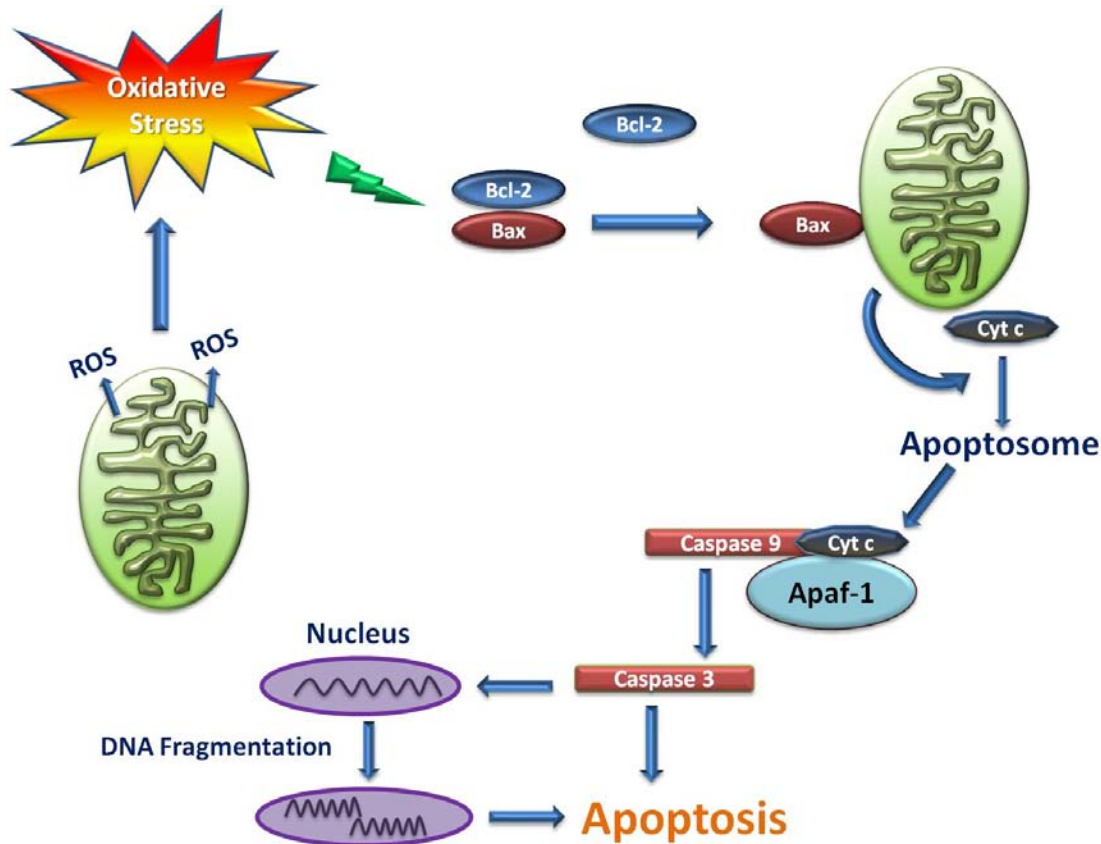 Oxidative
Stress
Bcl-2
Bcl-2
Bax
Bax
Cyt c
ROS
ROS
Apoptosome
Caspase 9
Cyt c
Apaf-1
Nucleus
Caspase 3
DNA Fragmentation
Apoptosis